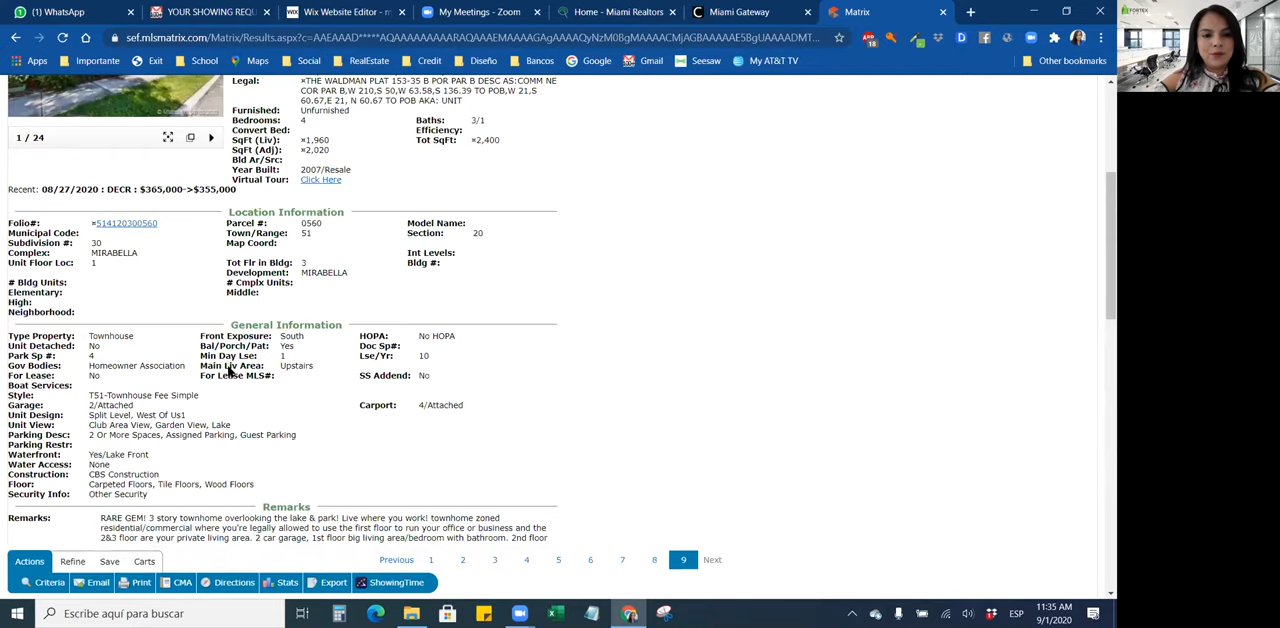 (1) WhatsApp
YOUR SHOWING REQU
Wix Website Editor - m
My Meetings - Zoom
Home - Miami Realtors
Miami Gateway
Matrix
sef.mlsmatrix.com/Matrix/Results.aspx?c=AAEAAAD*****AQAAAAAAAAARAQAAAEMAAAAGAgAAAAQyNzM0BgMAAAACMjAGBAAAAAE5BgUAAAADMT...
Apps
Importante
Exit
School
Maps
Social
RealEstate
Credit
Diseño
Bancos
Google
Gmail
Seesaw
My AT&T TV
Other bookmarks
Legal: ¤THE WALDMAN PLAT 153-35 B POR PAR B DESC AS:COMM NE
COR PAR B,W 210,S 50,W 63.58,S 136.39 TO POB,W 21,S
60.67,E 21, N 60.67 TO POB AKA: UNIT
Furnished: Unfurnished
Bedrooms: 4 Baths: 3/1
Convert Bed: Efficiency:
SqFt (Liv) ¤1,960 Tot SqFt: ¤2,400
SqFt (Adj) ¤2,020
Bld Ar/Src:
Year Built: 2007/Resale
Virtual Tour: Click Here
1 / 24
Recent: 08/27/2020 : DECR : $365,000->$355,000
Location Information
Folio#: ¤514120300560 Parcel #: 0560 Model Name:
Municipal Code: Town/Range: 51 Section: 20
Subdivision #: 30 Map Coord:
Complex: MIRABELLA Int Levels:
Unit Floor Loc: 1 Tot Flr in Bldg: 3 Bldg #:
Development: MIRABELLA
# Bldg Units: # Cmplx Units:
Elementary: Middle:
High:
Neighborhood:
General Information
Type Property: Townhouse Front Exposure: South HOPA: No HOPA
Unit Detached: No Bal/Porch/Pat: Yes Doc Sp#:
Park Sp #: 4 Min Day Lse: 1 Lse/Yr: 10
Gov Bodies: Homeowner Association Main Liv Area: Upstairs
For Lease: No For Lease MLS#: SS Addend: No
Boat Services:
Style: T51-Townhouse Fee Simple
Garage: 2/Attached Carport: 4/Attached
Unit Design: Split Level, West Of Us1
Unit View: Club Area View, Garden View, Lake
Parking Desc: 2 Or More Spaces, Assigned Parking, Guest Parking
Parking Restr:
Waterfront: Yes/Lake Front
Water Access: None
Construction: CBS Construction
Floor: Carpeted Floors, Tile Floors, Wood Floors
Security Info: Other Security
Remarks
Remarks: RARE GEM! 3 story townhome overlooking the lake & park! Live where you work! townhome zoned
residential/commercial where you're legally allowed to use the first floor to run your office or business and the
2&3 floor are your private living area. 2 car garage, 1st floor big living area/bedroom with bathroom. 2nd floor
Actions Refine Save Carts Previous 1 2 3 4 5 6 7 8 9 Next
Criteria Email Print CMA Directions Stats Export ShowingTime
Escribe aquí para buscar
ESP
11:35 AM
9/1/2020